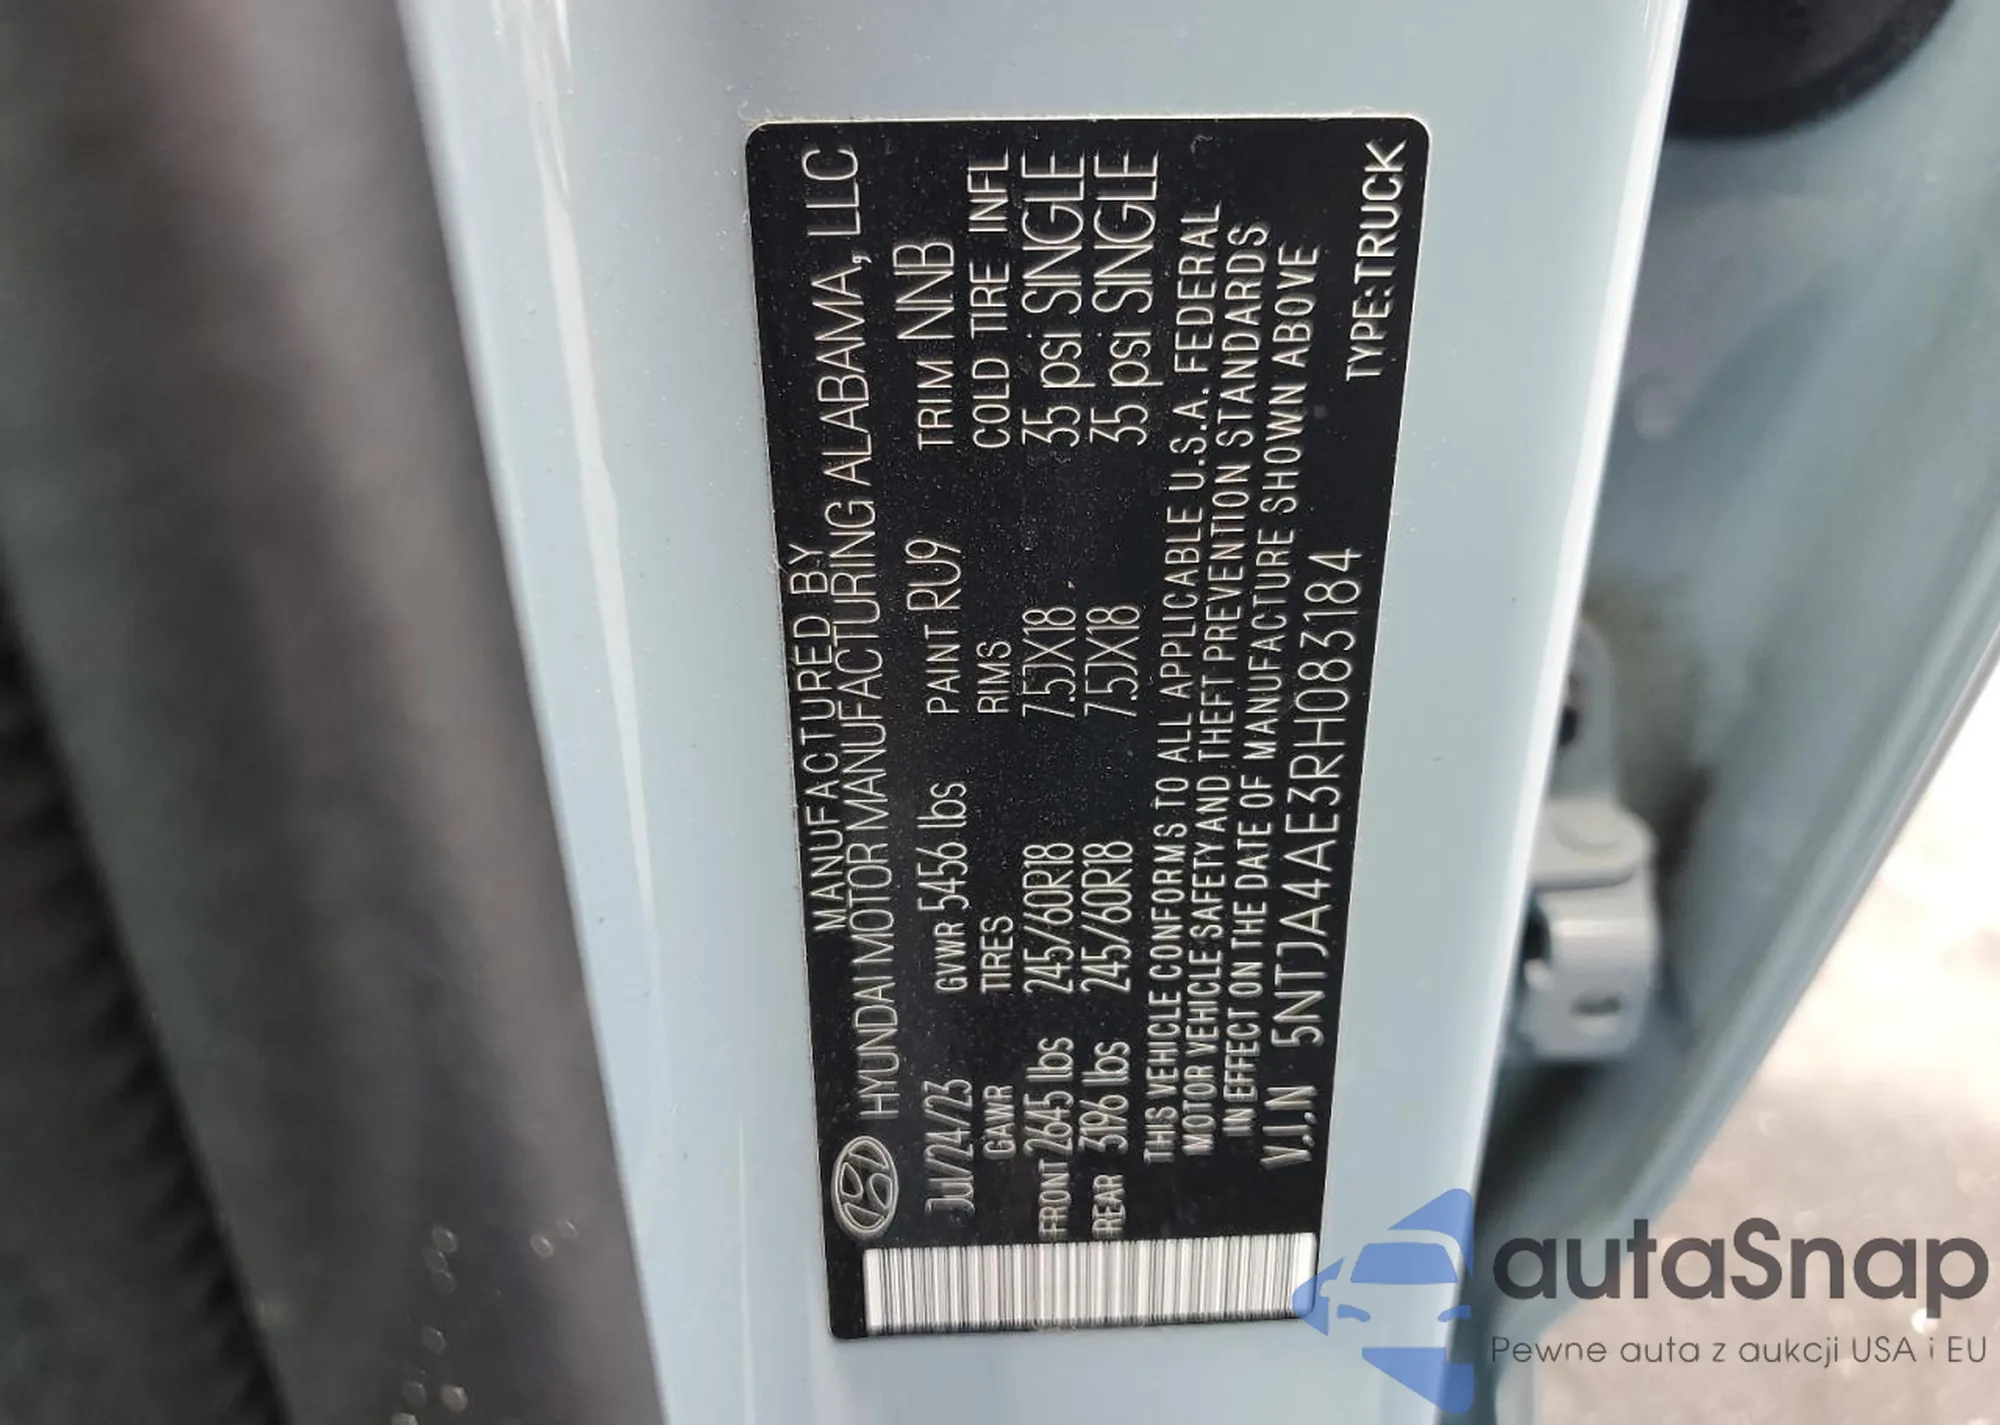 MANUFACTURED BY
HYUNDAI MOTOR MANUFACTURING ALABAMA, LLC
JUl/24/23 GVWR 5456 lbs PAINT RU9 TRIM NNB
GAWR TIRES RIMS COLD TIRE INFL
FRONT 2645 lbs 245/60R18 7.5JX18 35 psi SINGLE
REAR 3196 lbs 245/60R18 7.5JX18 35 psi SINGLE
THIS VEHICLE CONFORMS TO ALL APPLICABLE U.S.A. FEDERAL
MOTOR VEHICLE SAFETY AND THEFT PREVENTION STANDARDS
IN EFFECT ON THE DATE OF MANUFACTURE SHOWN ABOVE
V.I.N 5NTJA4AE3RH083184 TYPE:TRUCK
autaSnap
Pewne auta z aukcji USA i EU